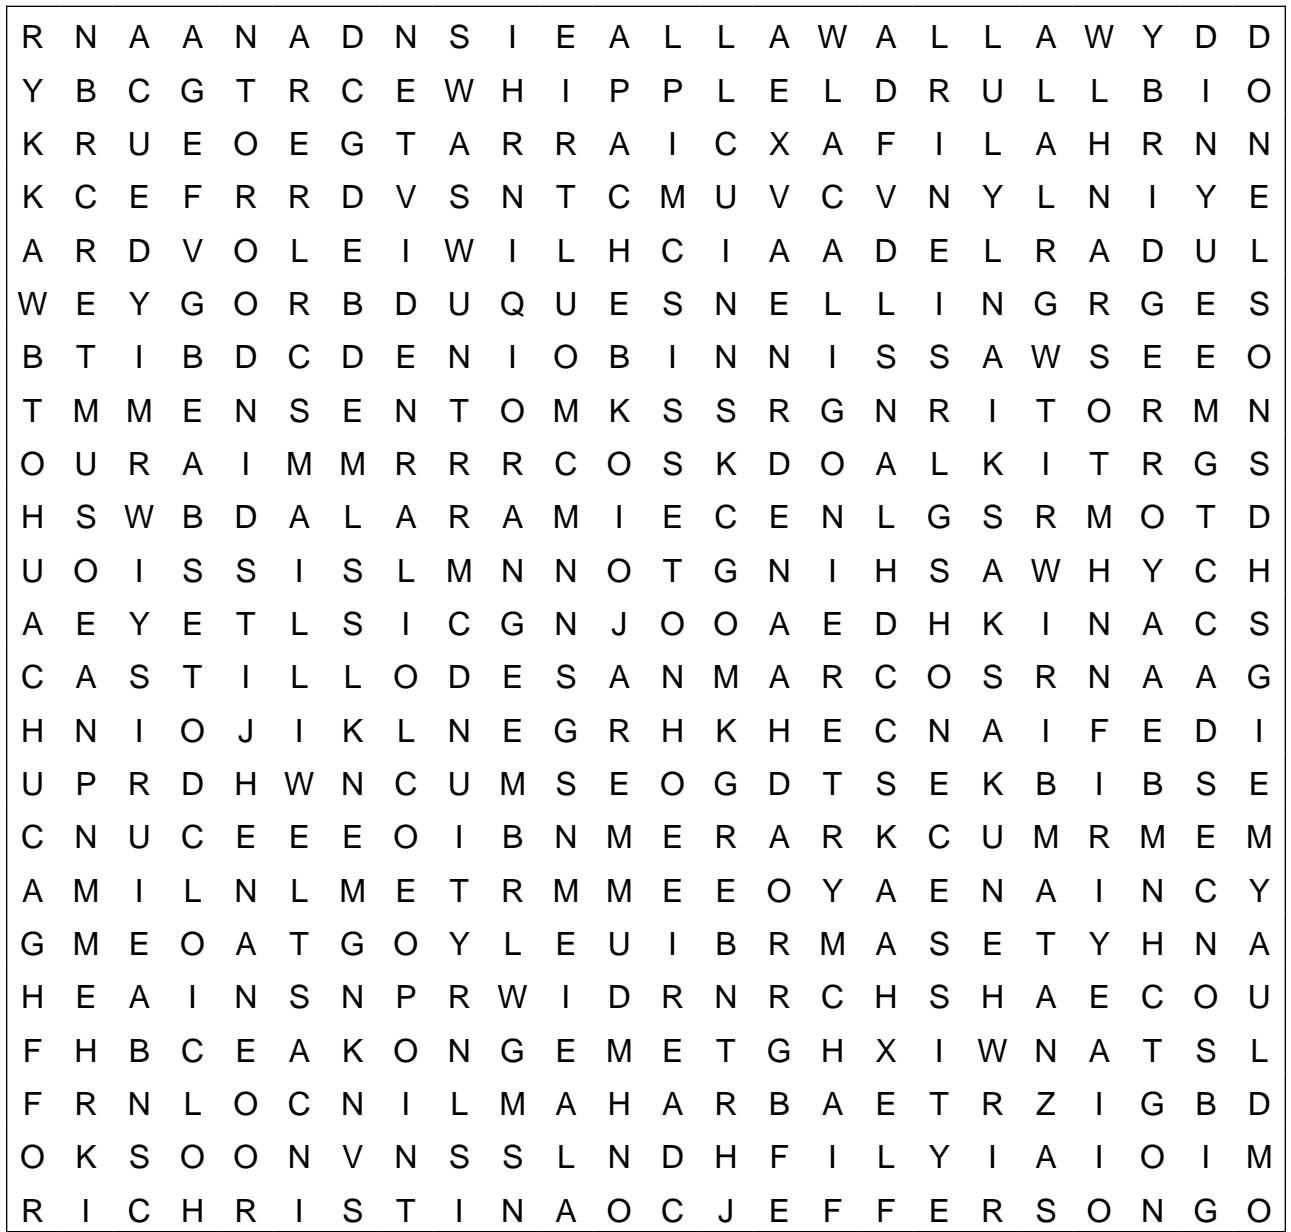 R N A A N A D N S I E A L L A W A L L A W Y D D
Y B C G T R C E W H I P P L E L D R U L L B I O
K R U E O E G T A R R A I C X A F I L A H R N N
K C E F R R D V S N T C M U V C V N Y L N I Y E
A R D V O L E I W I L H C I A A D E L R A D U L
W E Y G O R B D U Q U E S N E L L I N G R G E S
B T I B D C D E N I O B I N N I S S A W S E E O
T M M E N S E N T O M K S S R G N R I T O R M N
O U R A I M M R R R C O S K D O A L K I T R G S
H S W B D A L A R A M I E C E N L G S R M O T D
U O I S S I S L M N N O T G N I H S A W H Y C H
A E Y E T L S I C G N J O O A E D H K I N A C S
C A S T I L L O D E S A N M A R C O S R N A A G
H N I O J I K L N E G R H K H E C N A I F E D I
U P R D H W N C U M S E O G D T S E K B I B S E
C N U C E E E O I B N M E R A R K C U M R M E M
A M I L N L M E T R M M E E O Y A E N A I N C Y
G M E O A T G O Y L E U I B R M A S E T Y H N A
H E A I N S N P R W I D R N R C H S H A E C O U
F H B C E A K O N G E M E T G H X I W N A T S L
F R N L O C N I L M A H A R B A E T R Z I G B D
O K S O O N V N S S L N D H F I L Y I A I O I M
R I C H R I S T I N A O C J E F F E R S O N G O